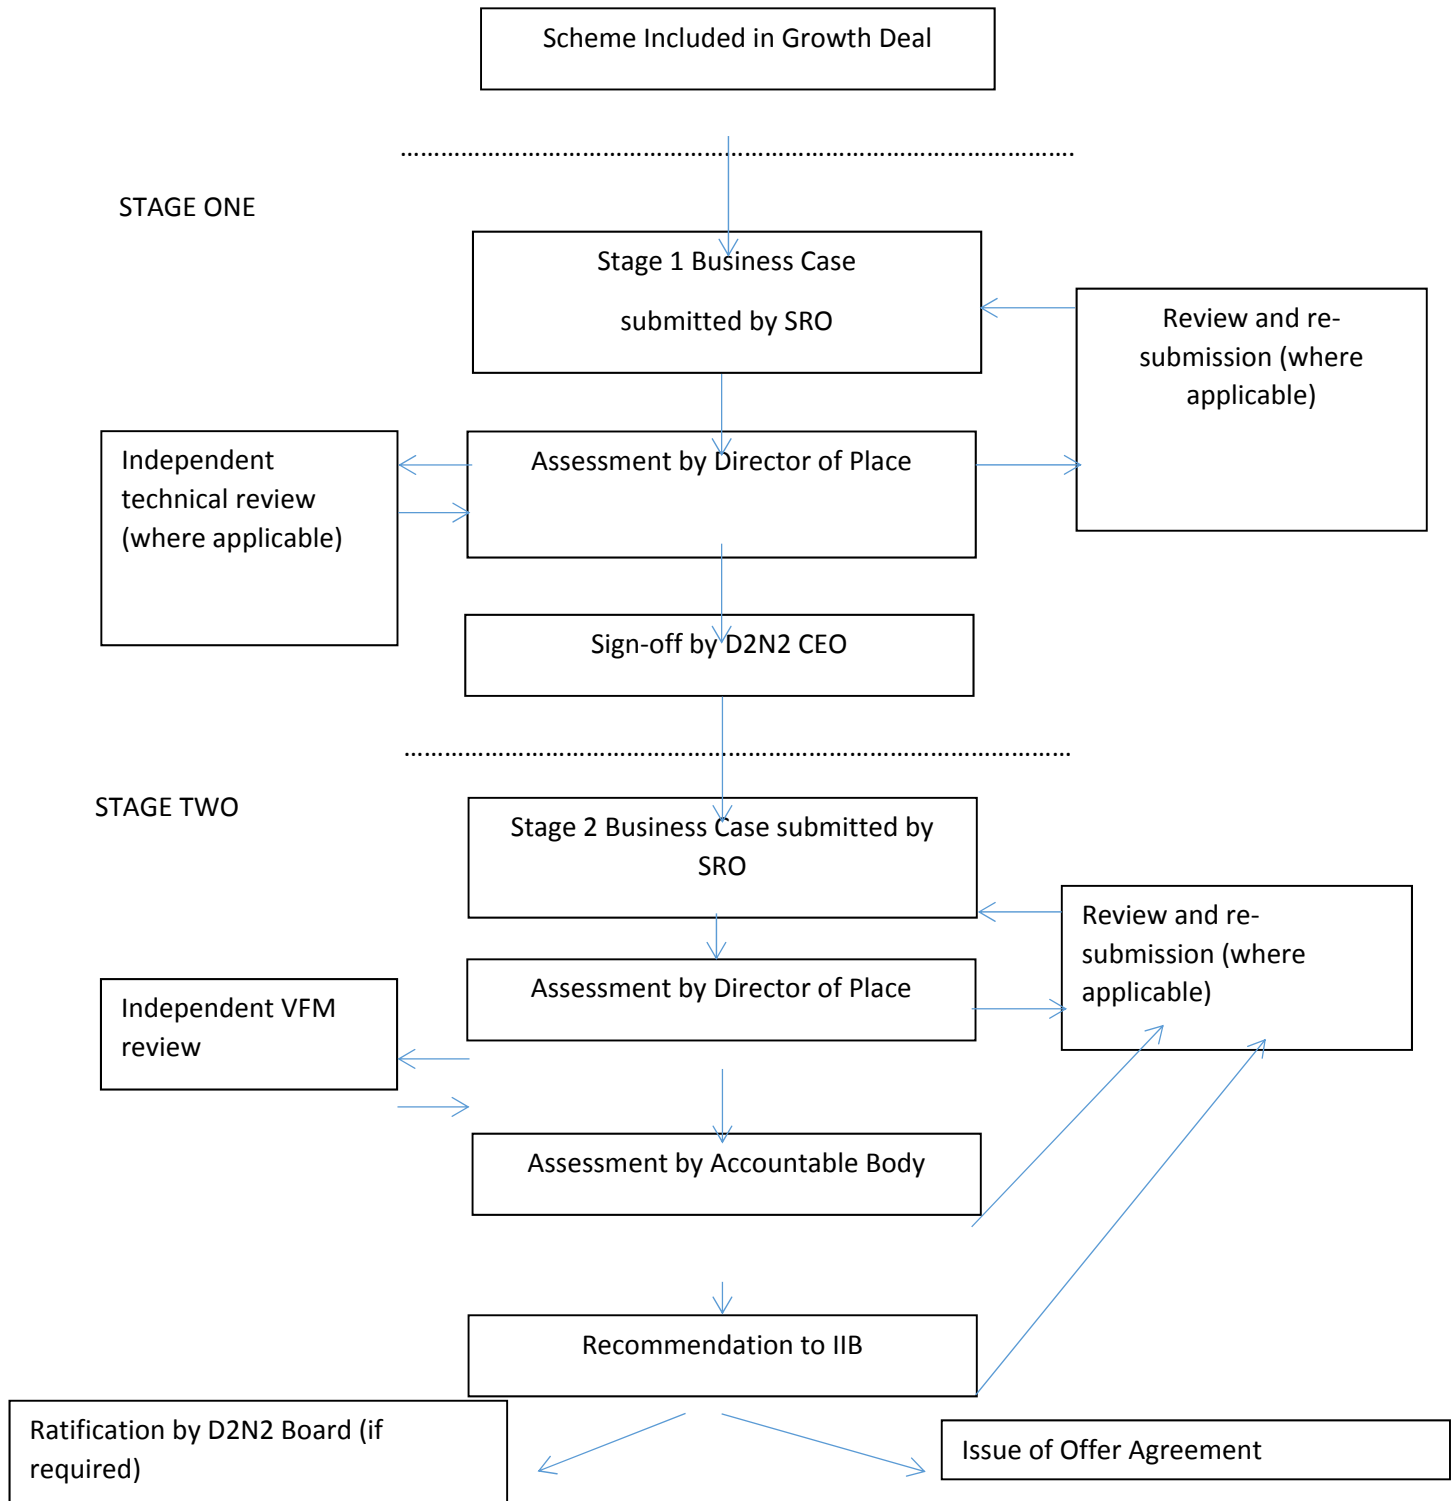 Scheme Included in Growth Deal
……………………………………………………………………………………….
STAGE ONE
Stage 1 Business Case
submitted by SRO
Review and re-
submission (where
applicable)
Independent
technical review
(where applicable)
Assessment by Director of Place
Sign-off by D2N2 CEO
………………………………………………………………………………………
STAGE TWO
Stage 2 Business Case submitted by
SRO
Review and re-
submission (where
applicable)
Assessment by Director of Place
Independent VFM
review
Assessment by Accountable Body
Recommendation to IIB
Ratification by D2N2 Board (if
required)
Issue of Offer Agreement